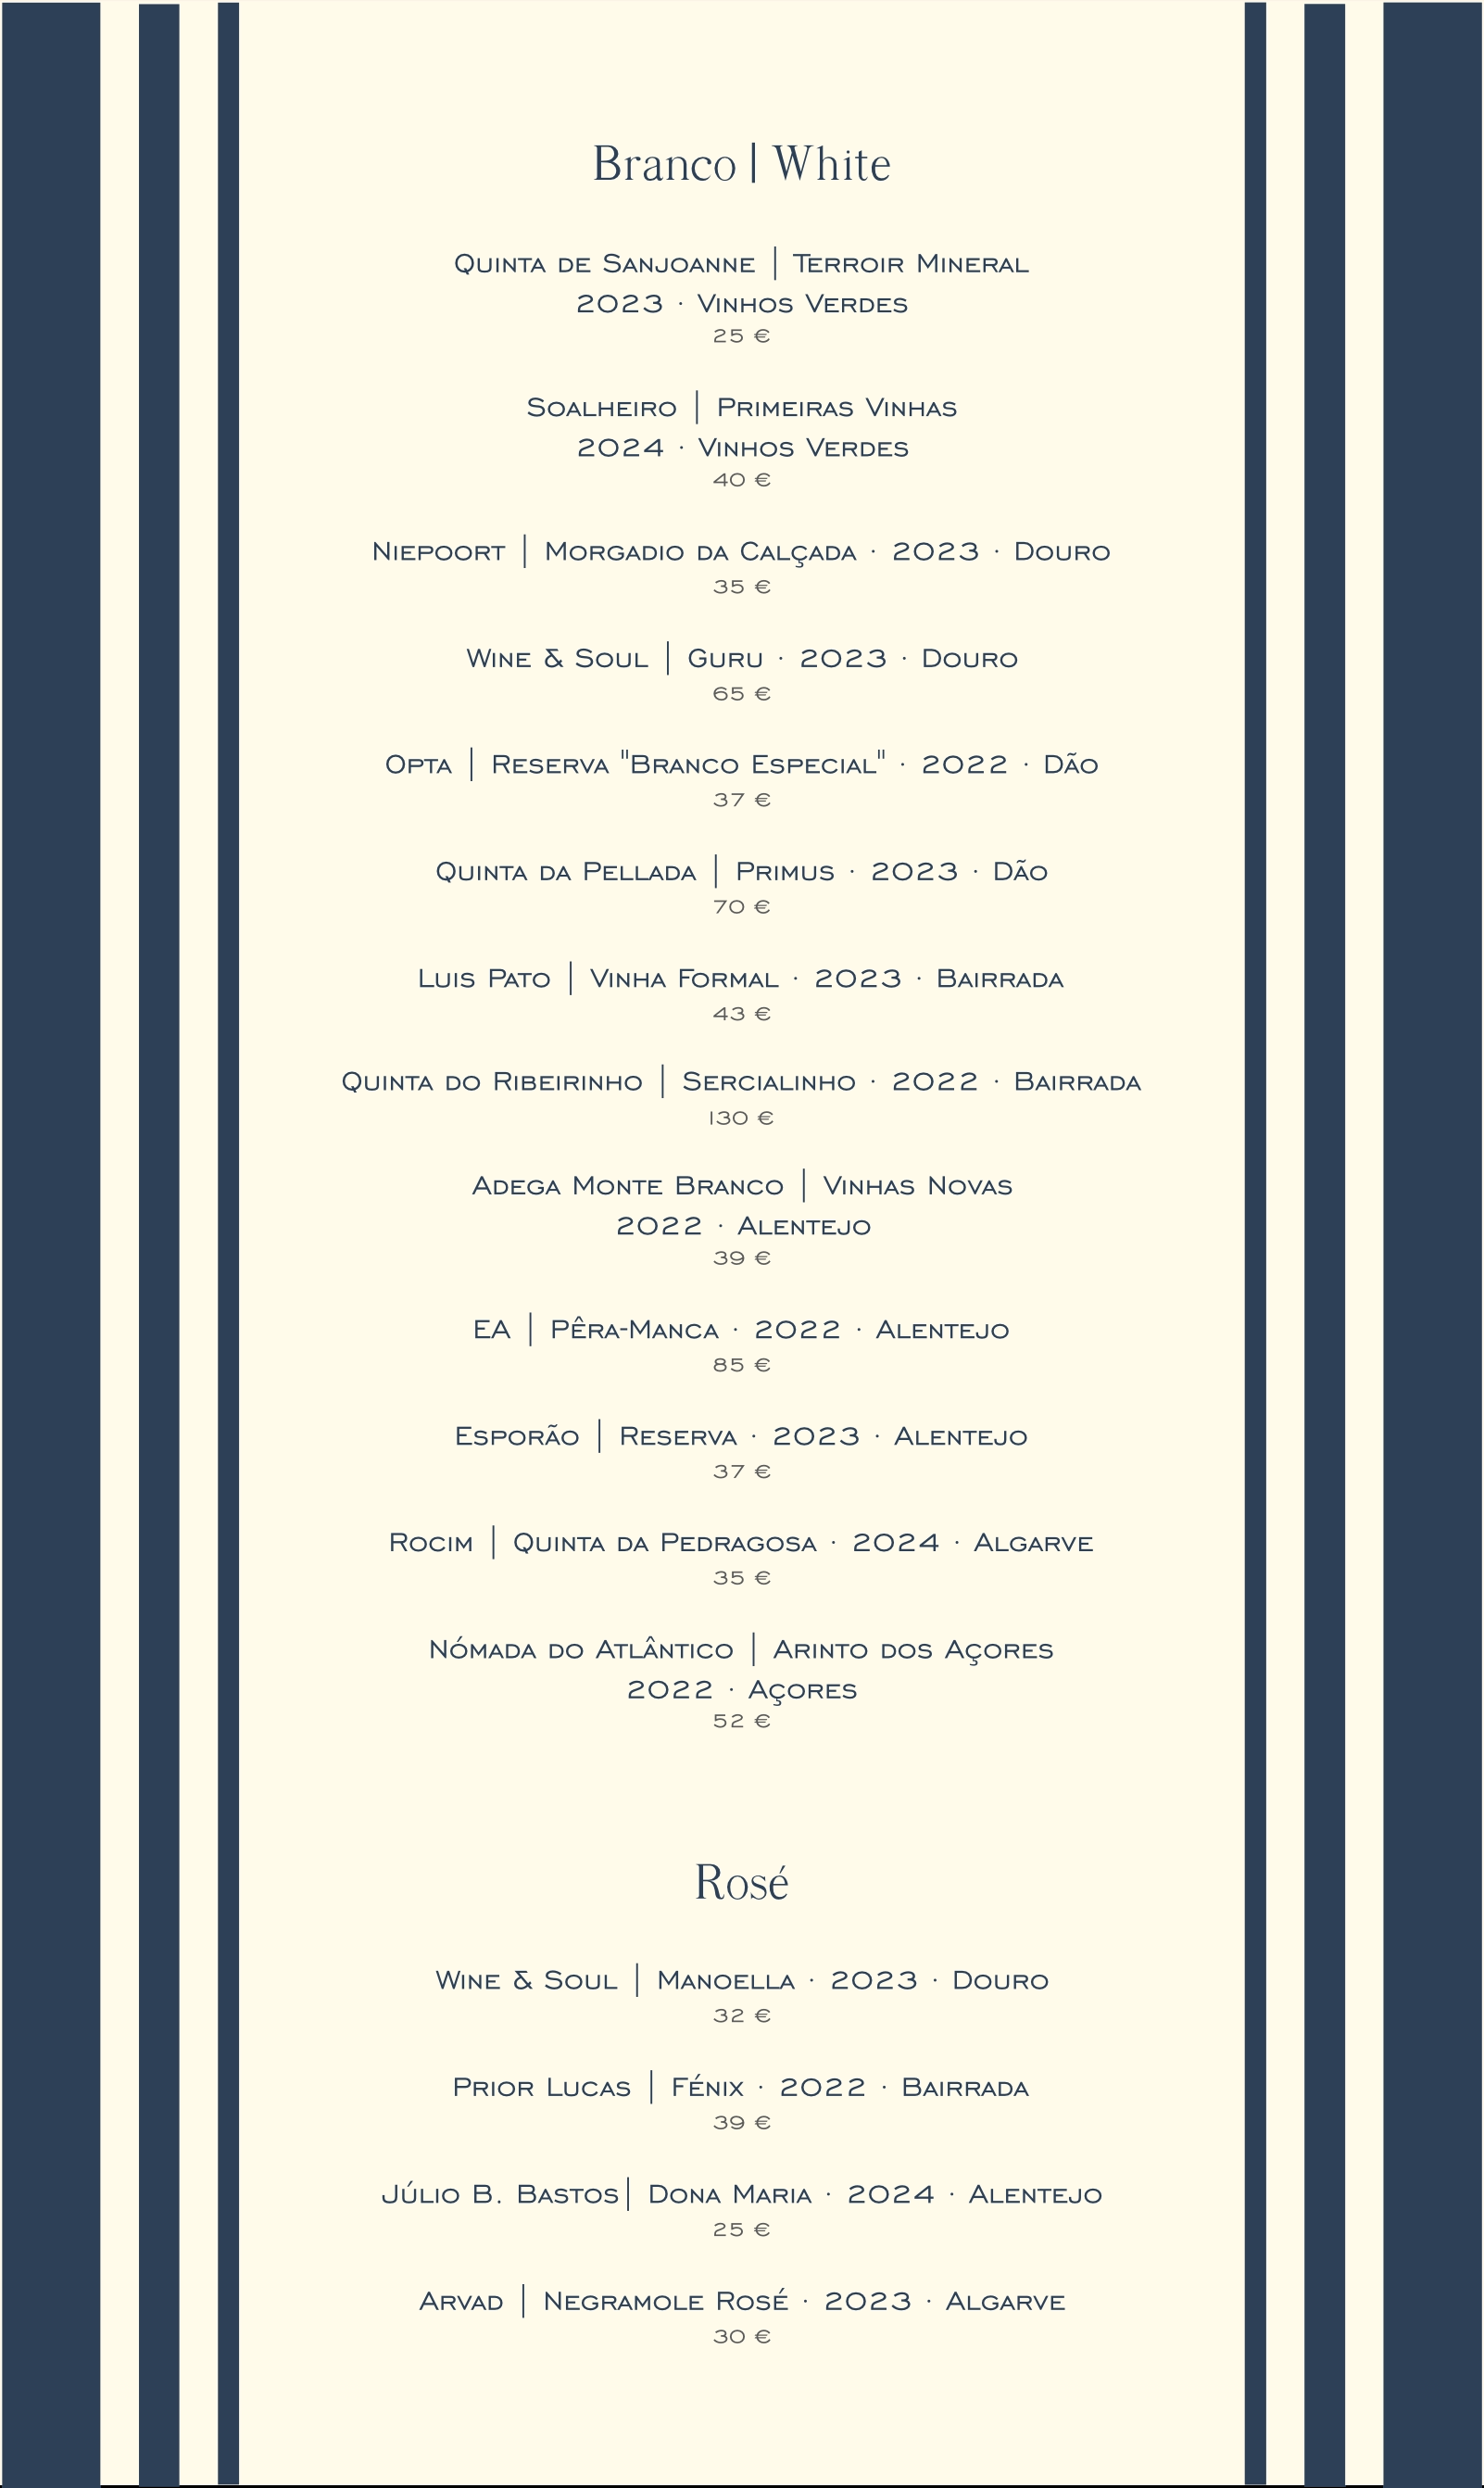 Branco | White
Quinta de Sanjoanne | Terroir Mineral
2023 · Vinhos Verdes
25 €
Soalheiro | Primeiras Vinhas
2024 · Vinhos Verdes
40 €
Niepoort | Morgadio da Calçada · 2023 · Douro
35 €
Wine & Soul | Guru · 2023 · Douro
65 €
Opta | Reserva "Branco Especial" · 2022 · Dão
37 €
Quinta da Pellada | Primus · 2023 · Dão
70 €
Luis Pato | Vinha Formal · 2023 · Bairrada
43 €
Quinta do Ribeirinho | Sercialinho · 2022 · Bairrada
130 €
Adega Monte Branco | Vinhas Novas
2022 · Alentejo
39 €
EA | Pêra-Manca · 2022 · Alentejo
85 €
Esporão | Reserva · 2023 · Alentejo
37 €
Rocim | Quinta da Pedragosa · 2024 · Algarve
35 €
Nómada do Atlântico | Arinto dos Açores
2022 · Açores
52 €
Rosé
Wine & Soul | Manoella · 2023 · Douro
32 €
Prior Lucas | Fénix · 2022 · Bairrada
39 €
Júlio B. Bastos| Dona Maria · 2024 · Alentejo
25 €
Arvad | Negramole Rosé · 2023 · Algarve
30 €